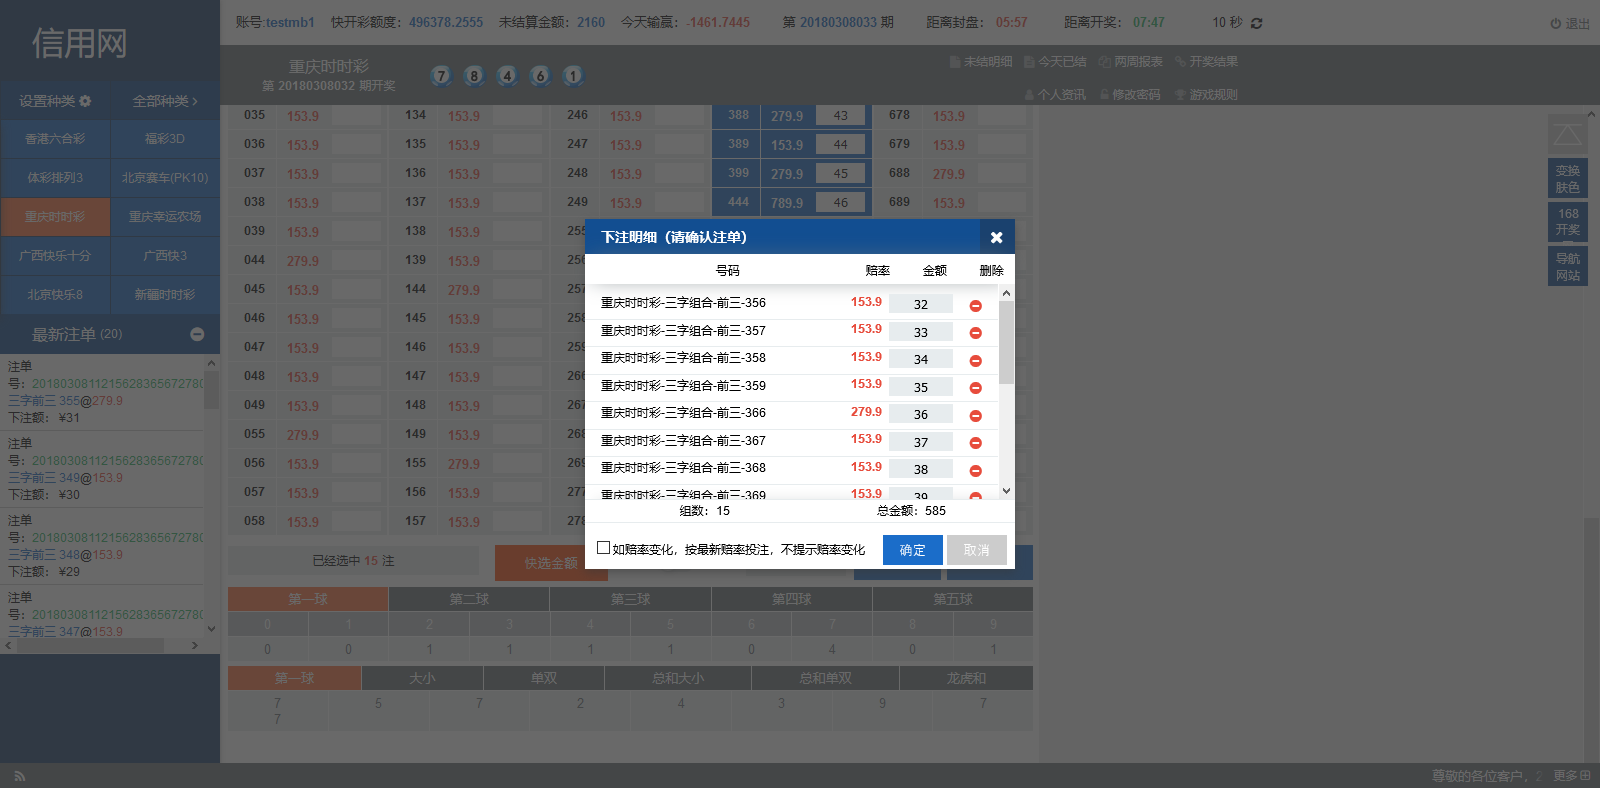 信用网
账号:testmb1 快开彩额度：496378.2555 未结算金额：2160 今天输赢：-1461.7445 第 20180308033 期 距离封盘： 05:57 距离开奖： 07:47 10 秒 退出
重庆时时彩
第 20180308032 期开奖
7 8 4 6 1
未结明细 今天已结 两周报表 开奖结果
个人资讯 修改密码 游戏规则
设置种类 全部种类
香港六合彩 福彩3D
体彩排列3 北京赛车(PK10)
重庆时时彩 重庆幸运农场
广西快乐十分 广西快3
北京快乐8 新疆时时彩
最新注单 (20)
注单
号：2018030811215628365672780
三字前三 355@279.9
下注额： ¥31
注单
号：2018030811215628365672780
三字前三 349@153.9
下注额： ¥30
注单
号：2018030811215628365672780
三字前三 348@153.9
下注额： ¥29
注单
号：2018030811215628365672780
三字前三 347@153.9
035 153.9 134 153.9 246 153.9 388 279.9 43 678 153.9
036 153.9 135 153.9 247 153.9 389 153.9 44 679 153.9
037 153.9 136 153.9 248 153.9 399 279.9 45 688 279.9
038 153.9 137 153.9 249 153.9 444 789.9 46 689 153.9
039 153.9 138 153.9 255
044 279.9 139 153.9 256
045 153.9 144 279.9 257
046 153.9 145 153.9 258
047 153.9 146 153.9 259
048 153.9 147 153.9 266
049 153.9 148 153.9 267
055 279.9 149 153.9 268
056 153.9 155 279.9 269
057 153.9 156 153.9 277
058 153.9 157 153.9 278
下注明细（请确认注单）
号码 赔率 金额 删除
重庆时时彩-三字组合-前三-356 153.9 32
重庆时时彩-三字组合-前三-357 153.9 33
重庆时时彩-三字组合-前三-358 153.9 34
重庆时时彩-三字组合-前三-359 153.9 35
重庆时时彩-三字组合-前三-366 279.9 36
重庆时时彩-三字组合-前三-367 153.9 37
重庆时时彩-三字组合-前三-368 153.9 38
重庆时时彩-三字组合-前三-369 153.9 39
组数：15 总金额：585
如赔率变化，按最新赔率投注，不提示赔率变化 确定 取消
已经选中 15 注 快选金额
第一球 第二球 第三球 第四球 第五球
0 1 2 3 4 5 6 7 8 9
0 0 1 1 1 1 0 4 0 1
第一球 大小 单双 总和大小 总和单双 龙虎和
7 5 7 2 4 3 9 7
7
变换
肤色
168
开奖
导航
网站
尊敬的各位客户， 2 更多